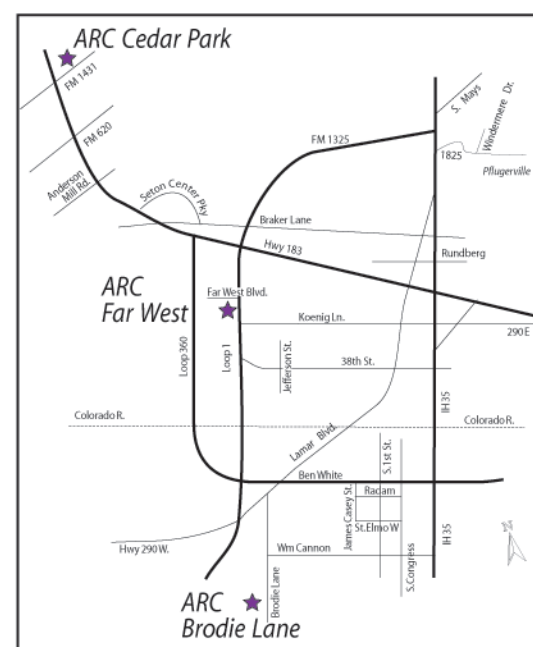 ARC Cedar Park
FM 1431
FM 620
Anderson
Mill Rd.
Seton Center Pky
FM 1325
S. Mays
Windermere Dr.
1825
Pflugerville
Braker Lane
Hwy 183
Rundberg
ARC
Far West
Far West Blvd.
Koenig Ln.
290 E
Loop 360
Loop 1
Jefferson St.
38th St.
IH 35
Colorado R.
Colorado R.
Lamar Blvd.
S. 1st St.
Ben White
James Casey St.
Radam
St. Elmo W
Hwy 290 W.
Wm Cannon
S. Congress
IH 35
Brodie Lane
ARC
Brodie Lane